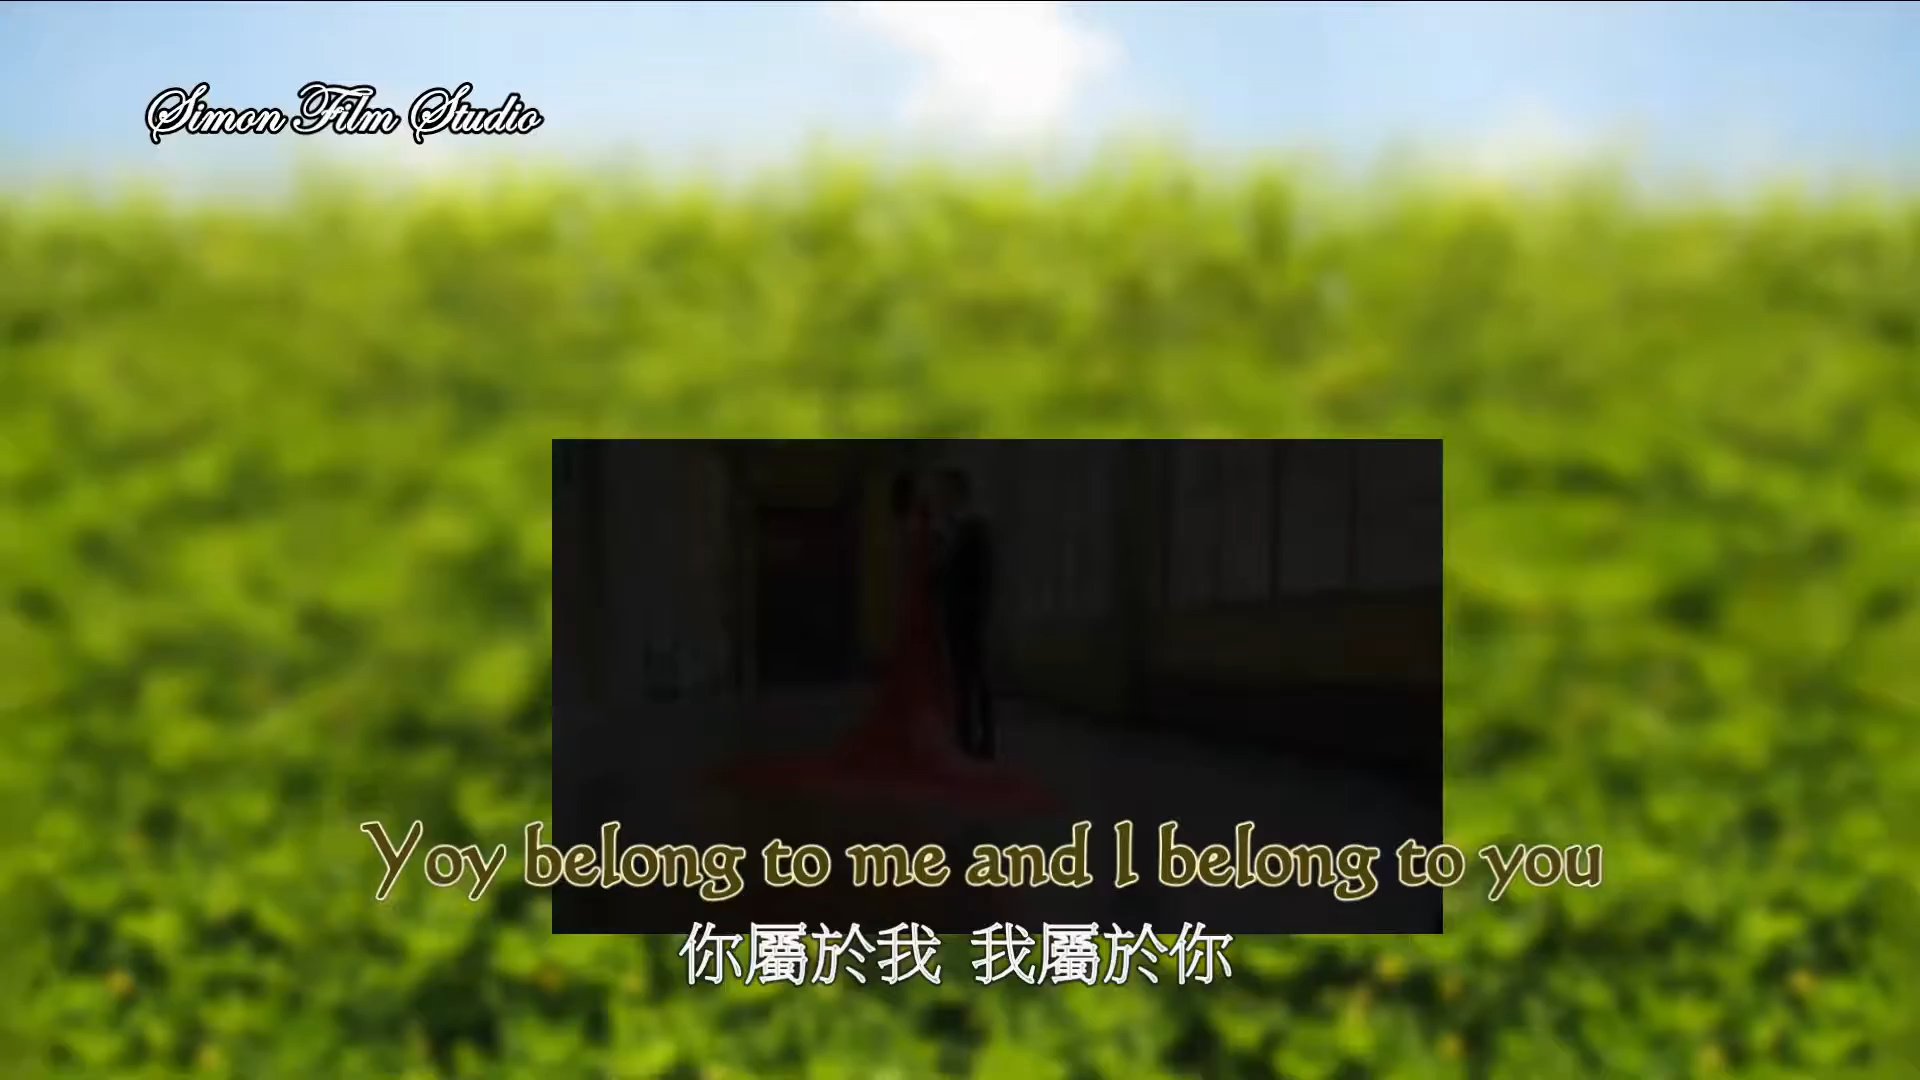 Simon Film Studio
Yoy belong to me and I belong to you
你屬於我 我屬於你